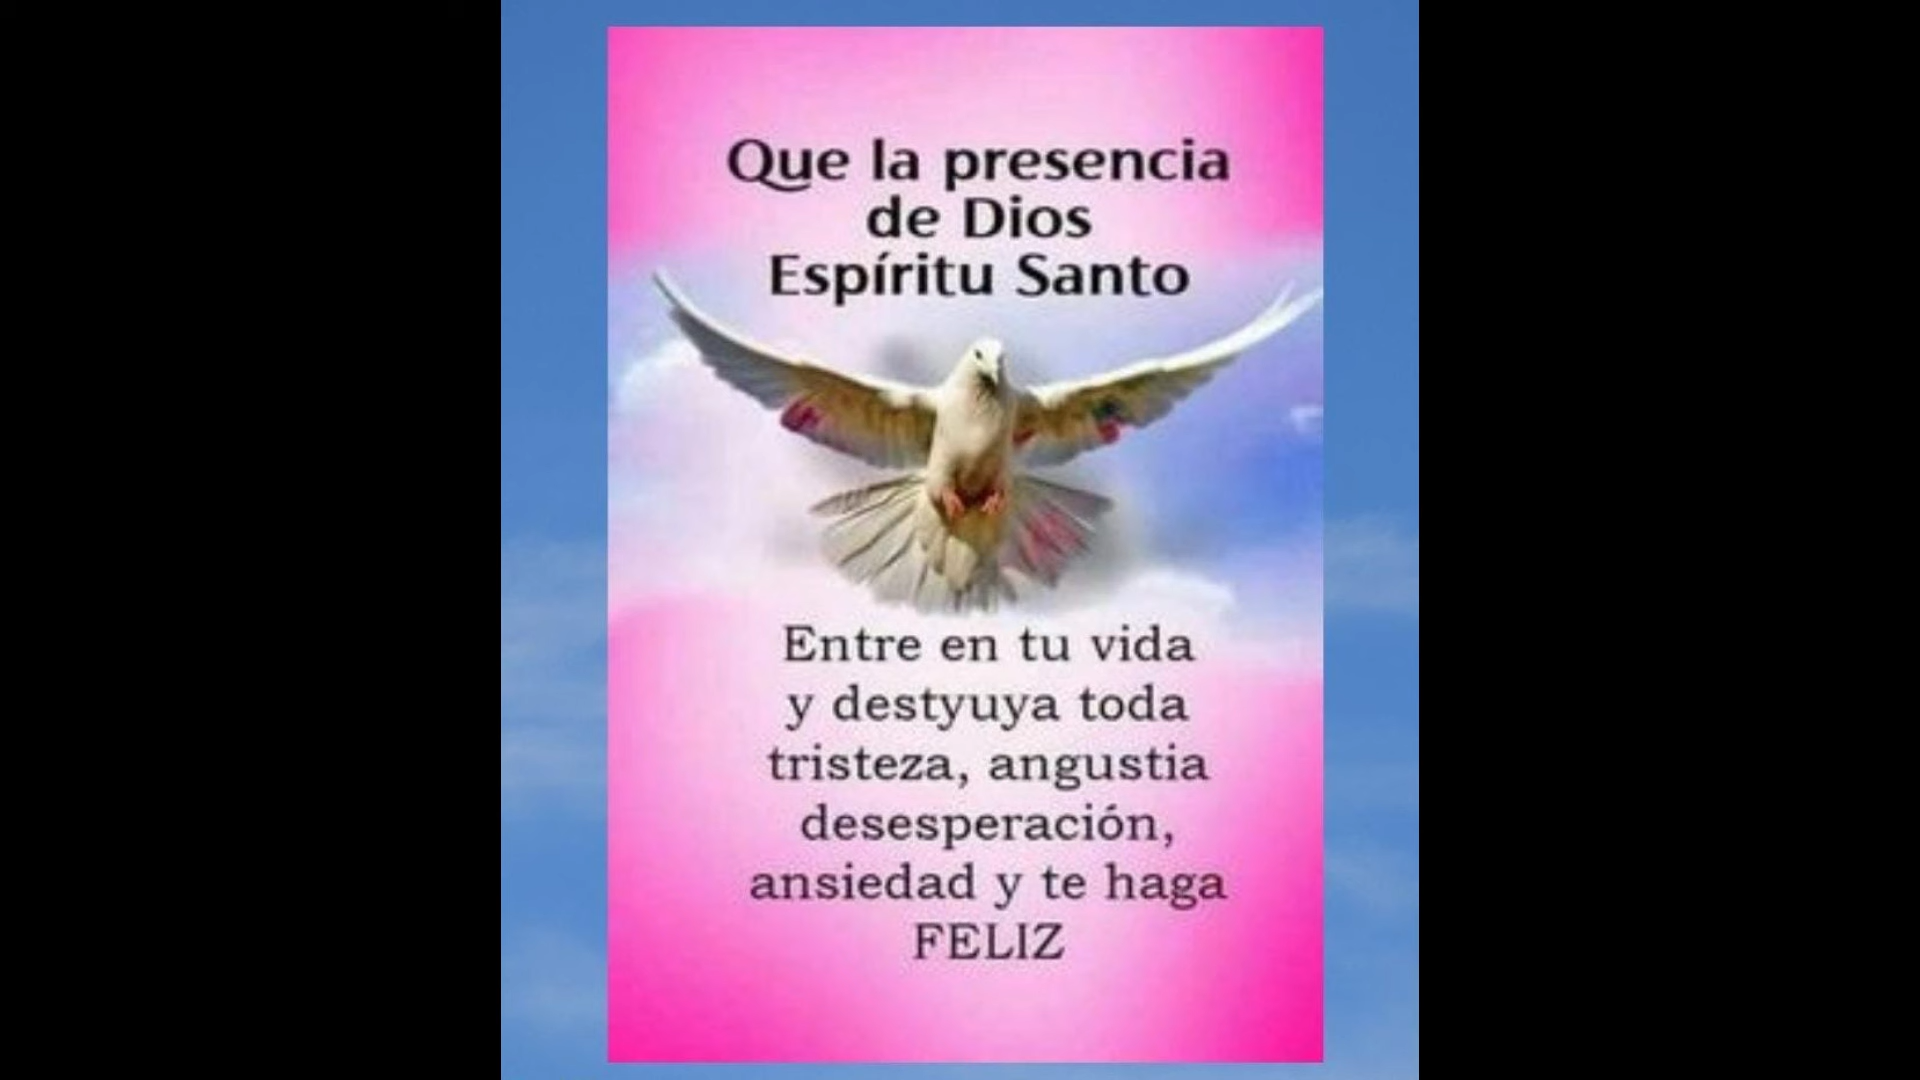 Que la presencia
de Dios
Espíritu Santo
Entre en tu vida
y destyuya toda
tristeza, angustia
desesperación,
ansiedad y te haga
FELIZ